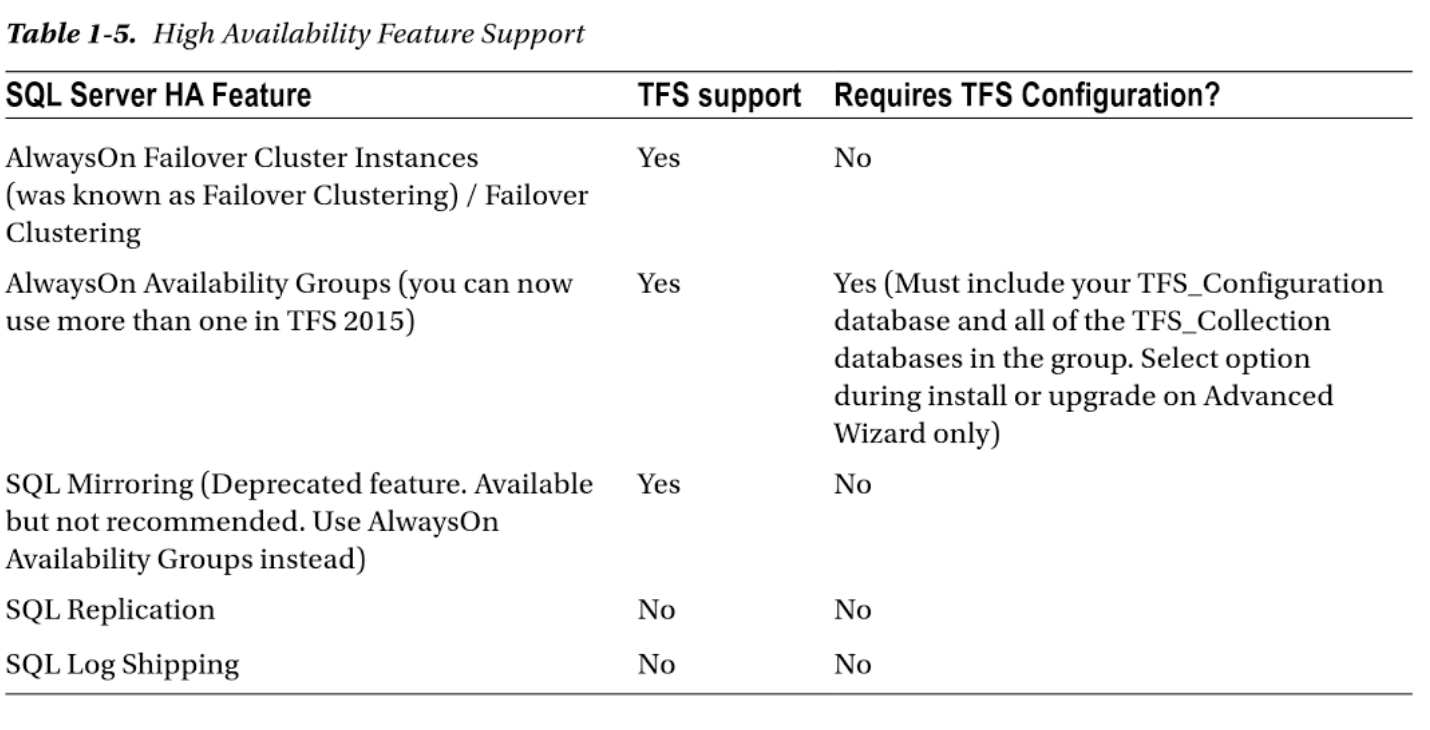 Table 1-5. High Availability Feature Support
SQL Server HA Feature TFS support Requires TFS Configuration?
AlwaysOn Failover Cluster Instances Yes No
(was known as Failover Clustering) / Failover
Clustering
AlwaysOn Availability Groups (you can now Yes Yes (Must include your TFS_Configuration
use more than one in TFS 2015) database and all of the TFS_Collection
databases in the group. Select option
during install or upgrade on Advanced
Wizard only)
SQL Mirroring (Deprecated feature. Available Yes No
but not recommended. Use AlwaysOn
Availability Groups instead)
SQL Replication No No
SQL Log Shipping No No